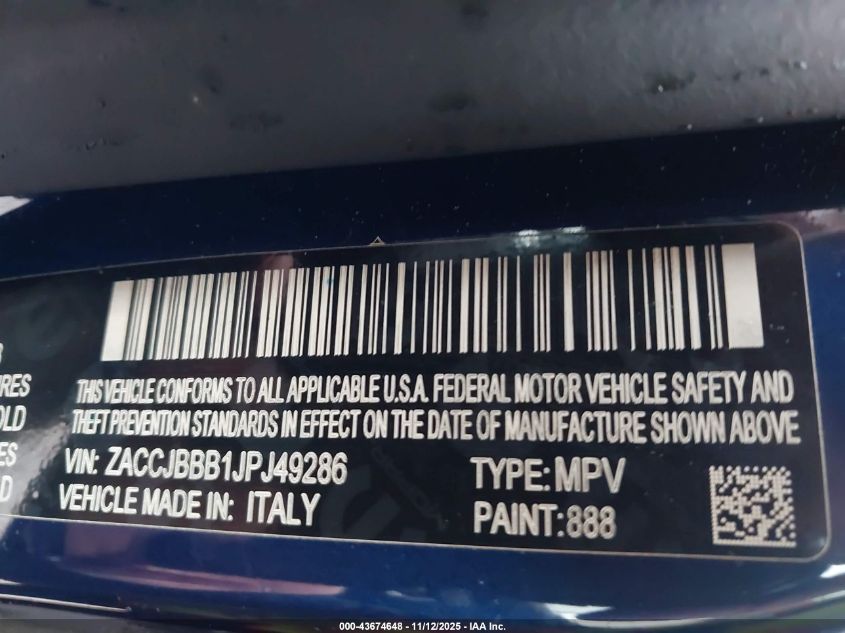 THIS VEHICLE CONFORMS TO ALL APPLICABLE U.S.A. FEDERAL MOTOR VEHICLE SAFETY AND
THEFT PREVENTION STANDARDS IN EFFECT ON THE DATE OF MANUFACTURE SHOWN ABOVE
VIN: ZACCJBBB1JPJ49286
TYPE: MPV
VEHICLE MADE IN: ITALY
PAINT: 888
000-43674648 - 11/12/2025 - IAA Inc.